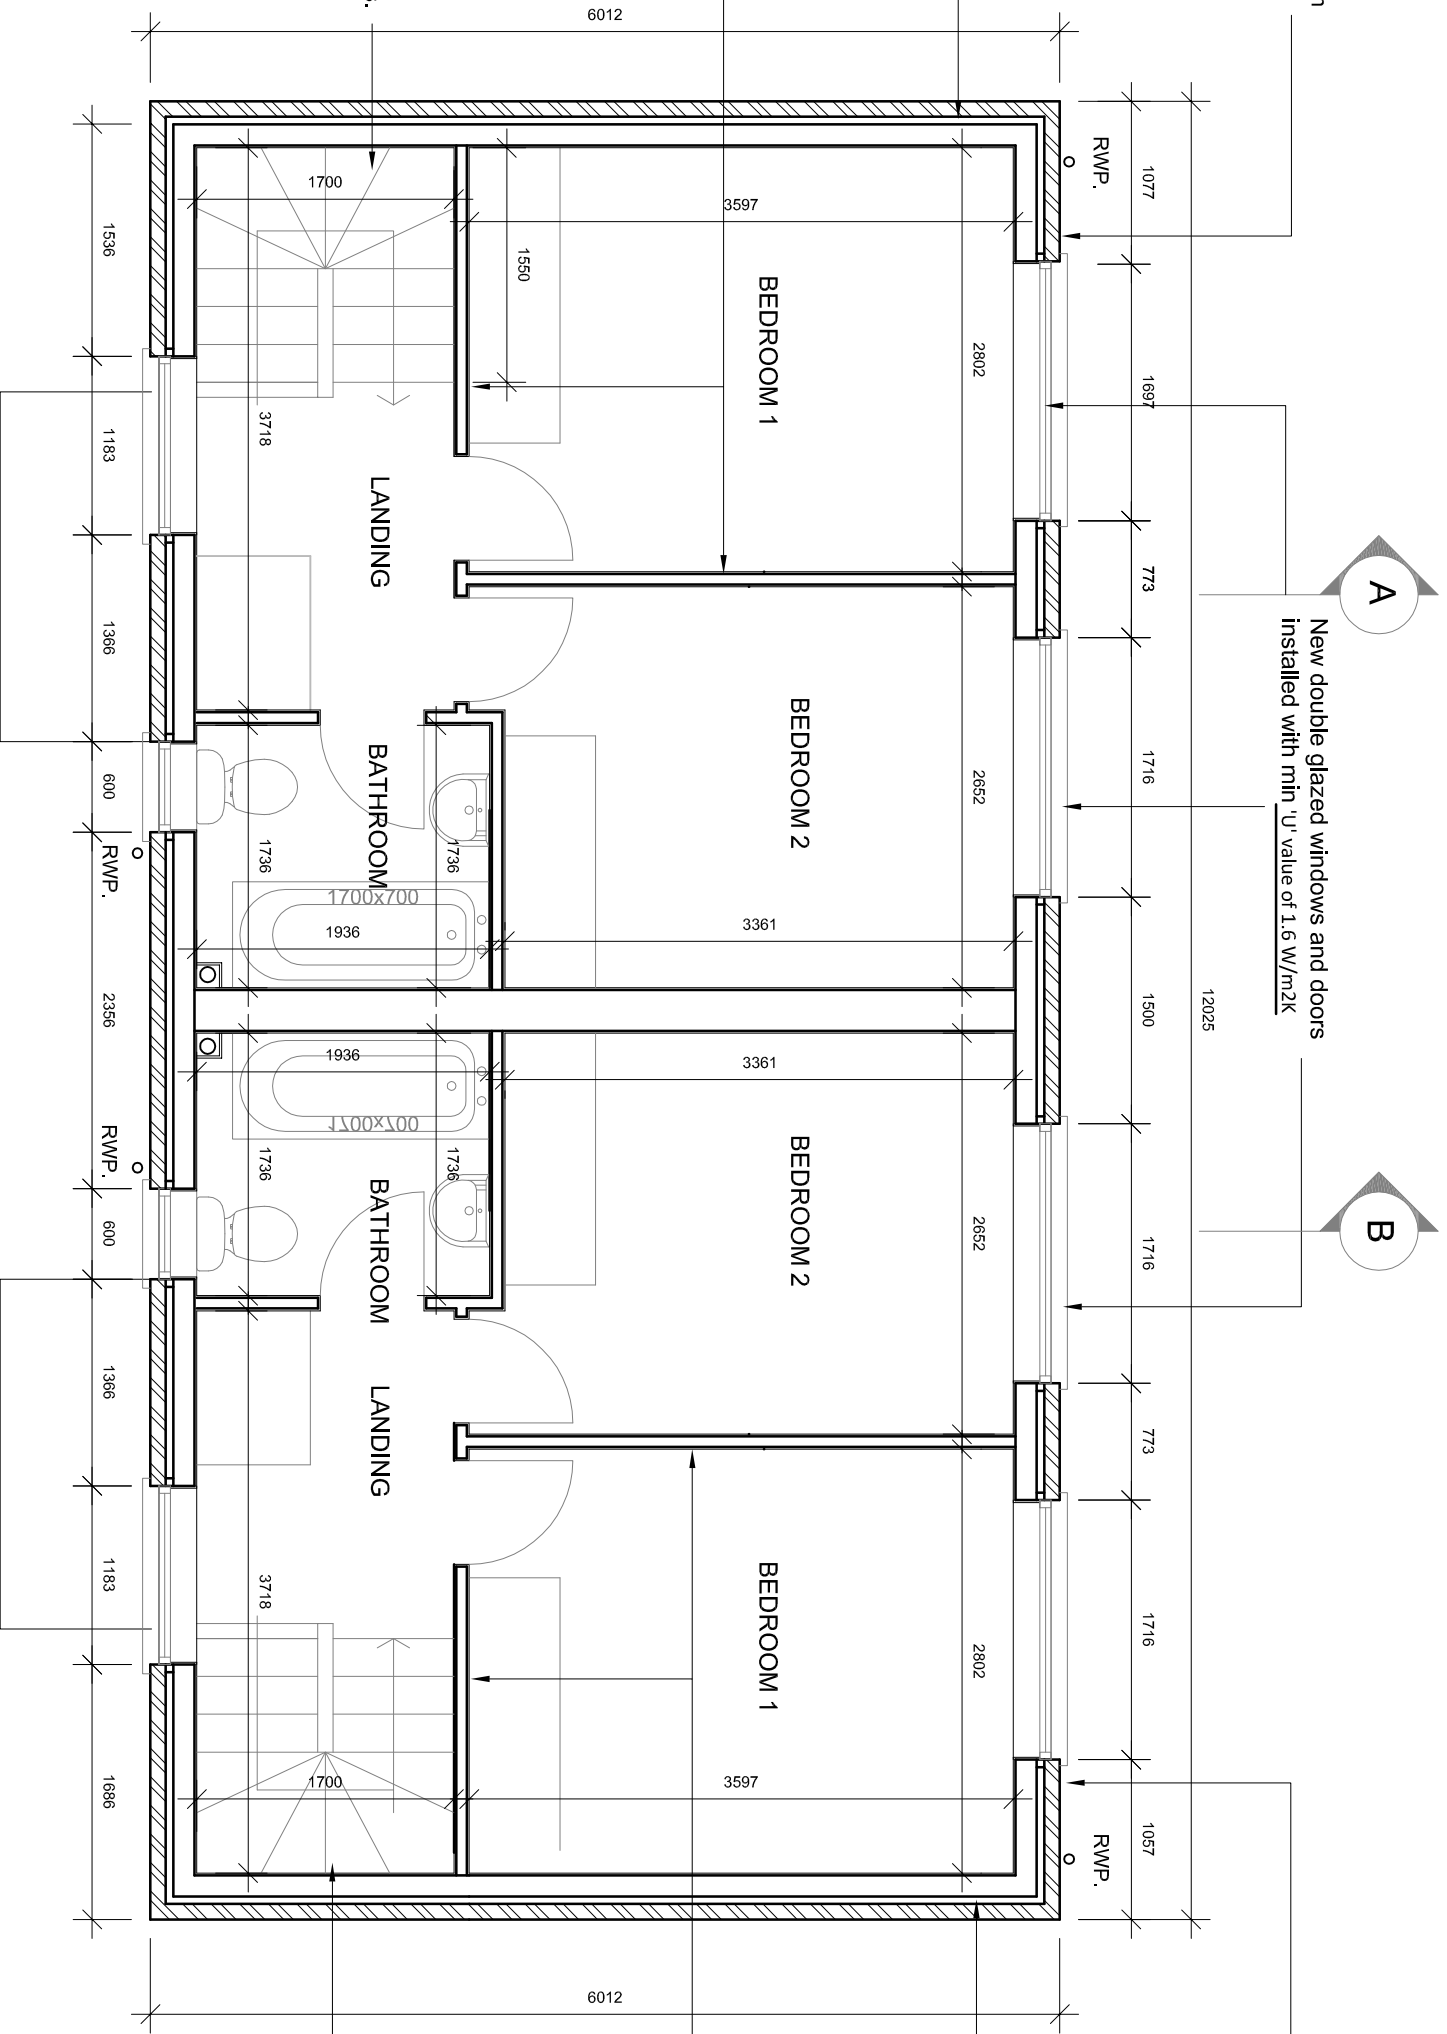 6012
RWP.
1077
1697
773
1716
1500
12025
1716
773
1716
1057
RWP.
A
New double glazed windows and doors
installed with min 'U' value of 1.6 W/m2K
B
1700
3597
1550
BEDROOM 1
2802
3718
LANDING
BEDROOM 2
2652
BATHROOM
1736
1736
1700x700
1936
3361
1936
3361
1700x700
1736
1736
BATHROOM
BEDROOM 2
2652
LANDING
3718
BEDROOM 1
2802
1700
3597
1536
1183
1366
600
RWP.
2356
RWP.
600
1366
1183
1686
6012